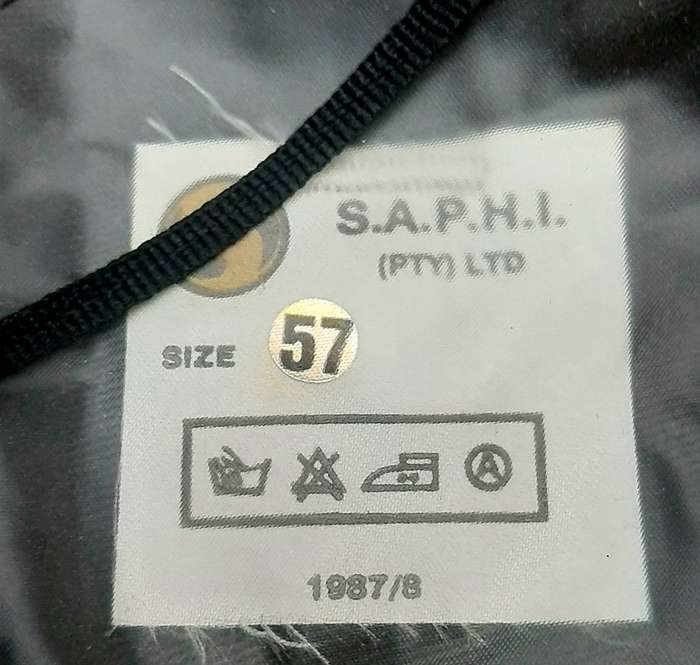 S.A.P.H.I.
(PTY) LTD
SIZE 57
A
1987/8